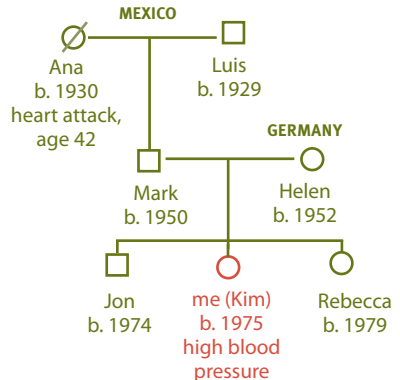 MEXICO
Ana
b. 1930
heart attack,
age 42
Luis
b. 1929
GERMANY
Mark
b. 1950
Helen
b. 1952
Jon
b. 1974
me (Kim)
b. 1975
high blood
pressure
Rebecca
b. 1979